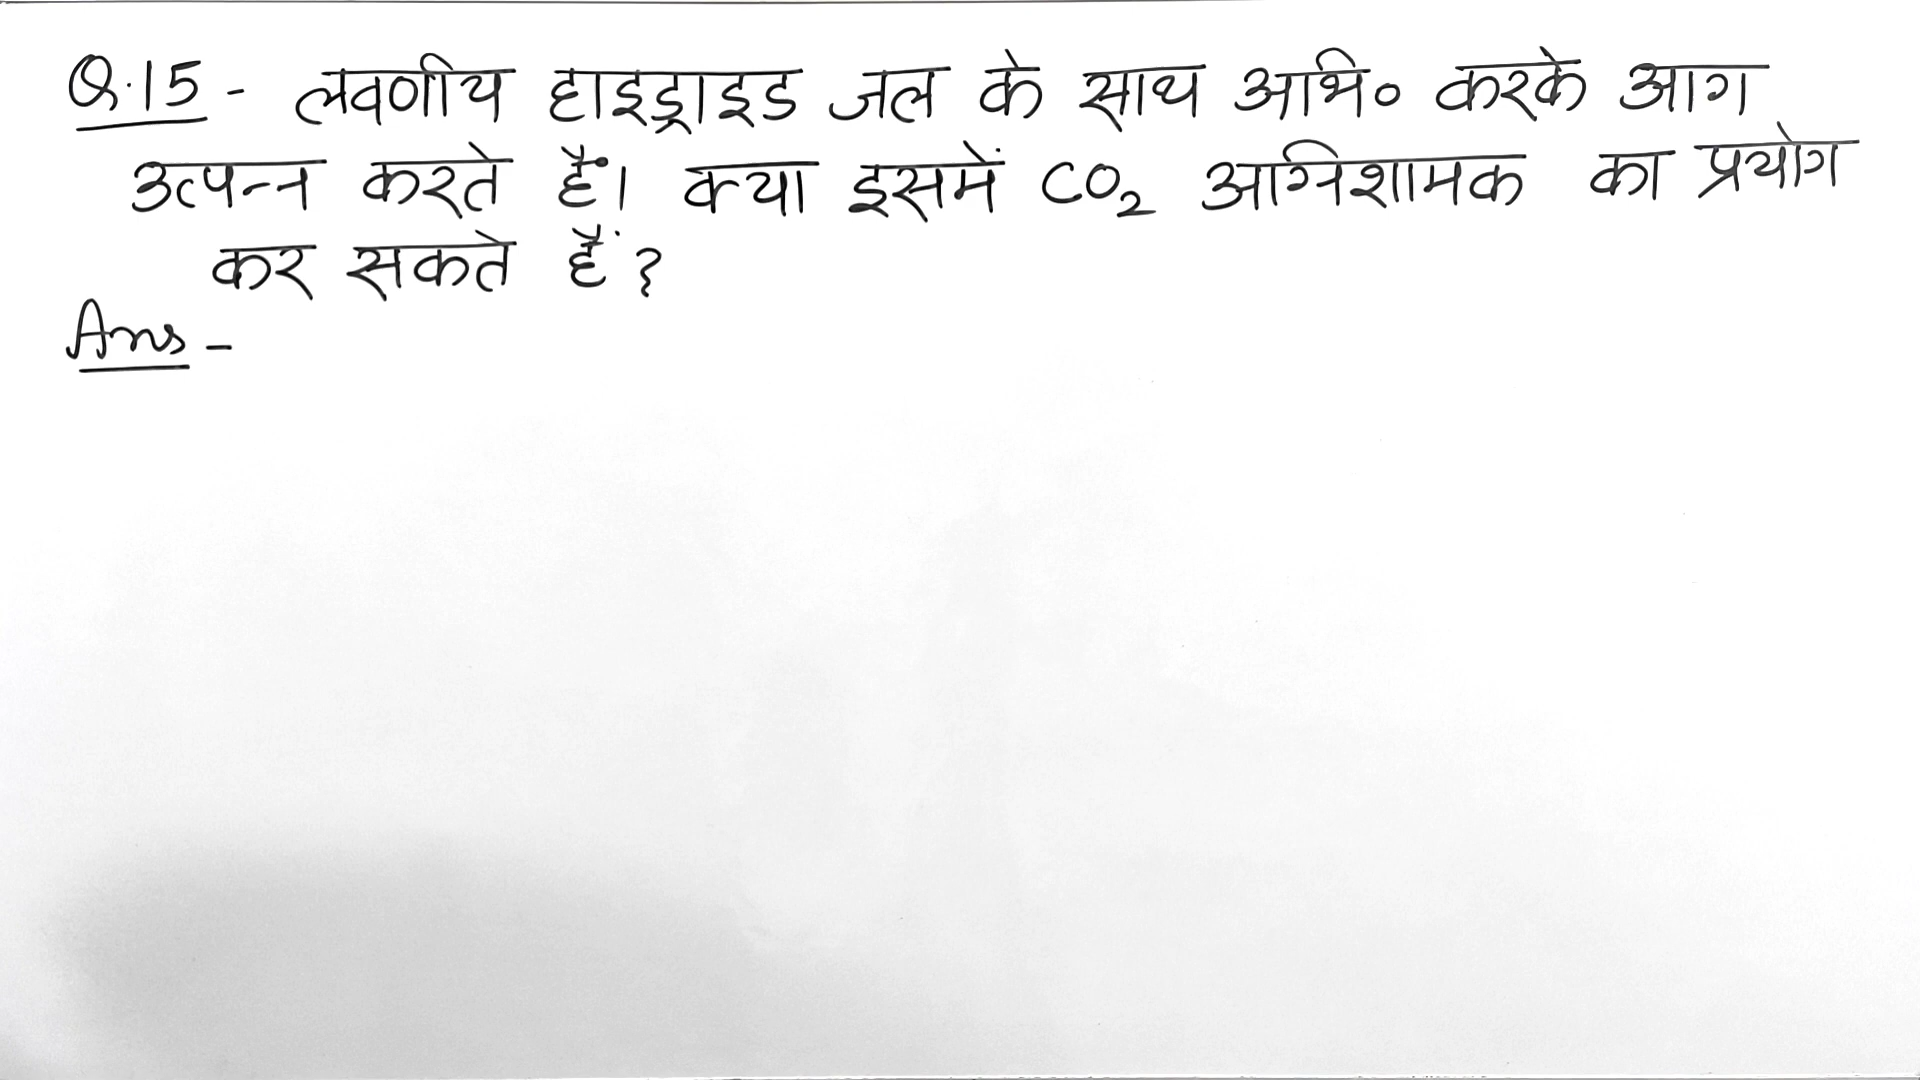 Q.15 - लवणीय हाइड्राइड जल के साथ अभि० करके आग
उत्पन्न करते हैं। क्या इसमें CO₂ अग्निशामक का प्रयोग
कर सकते हैं?
Ans -